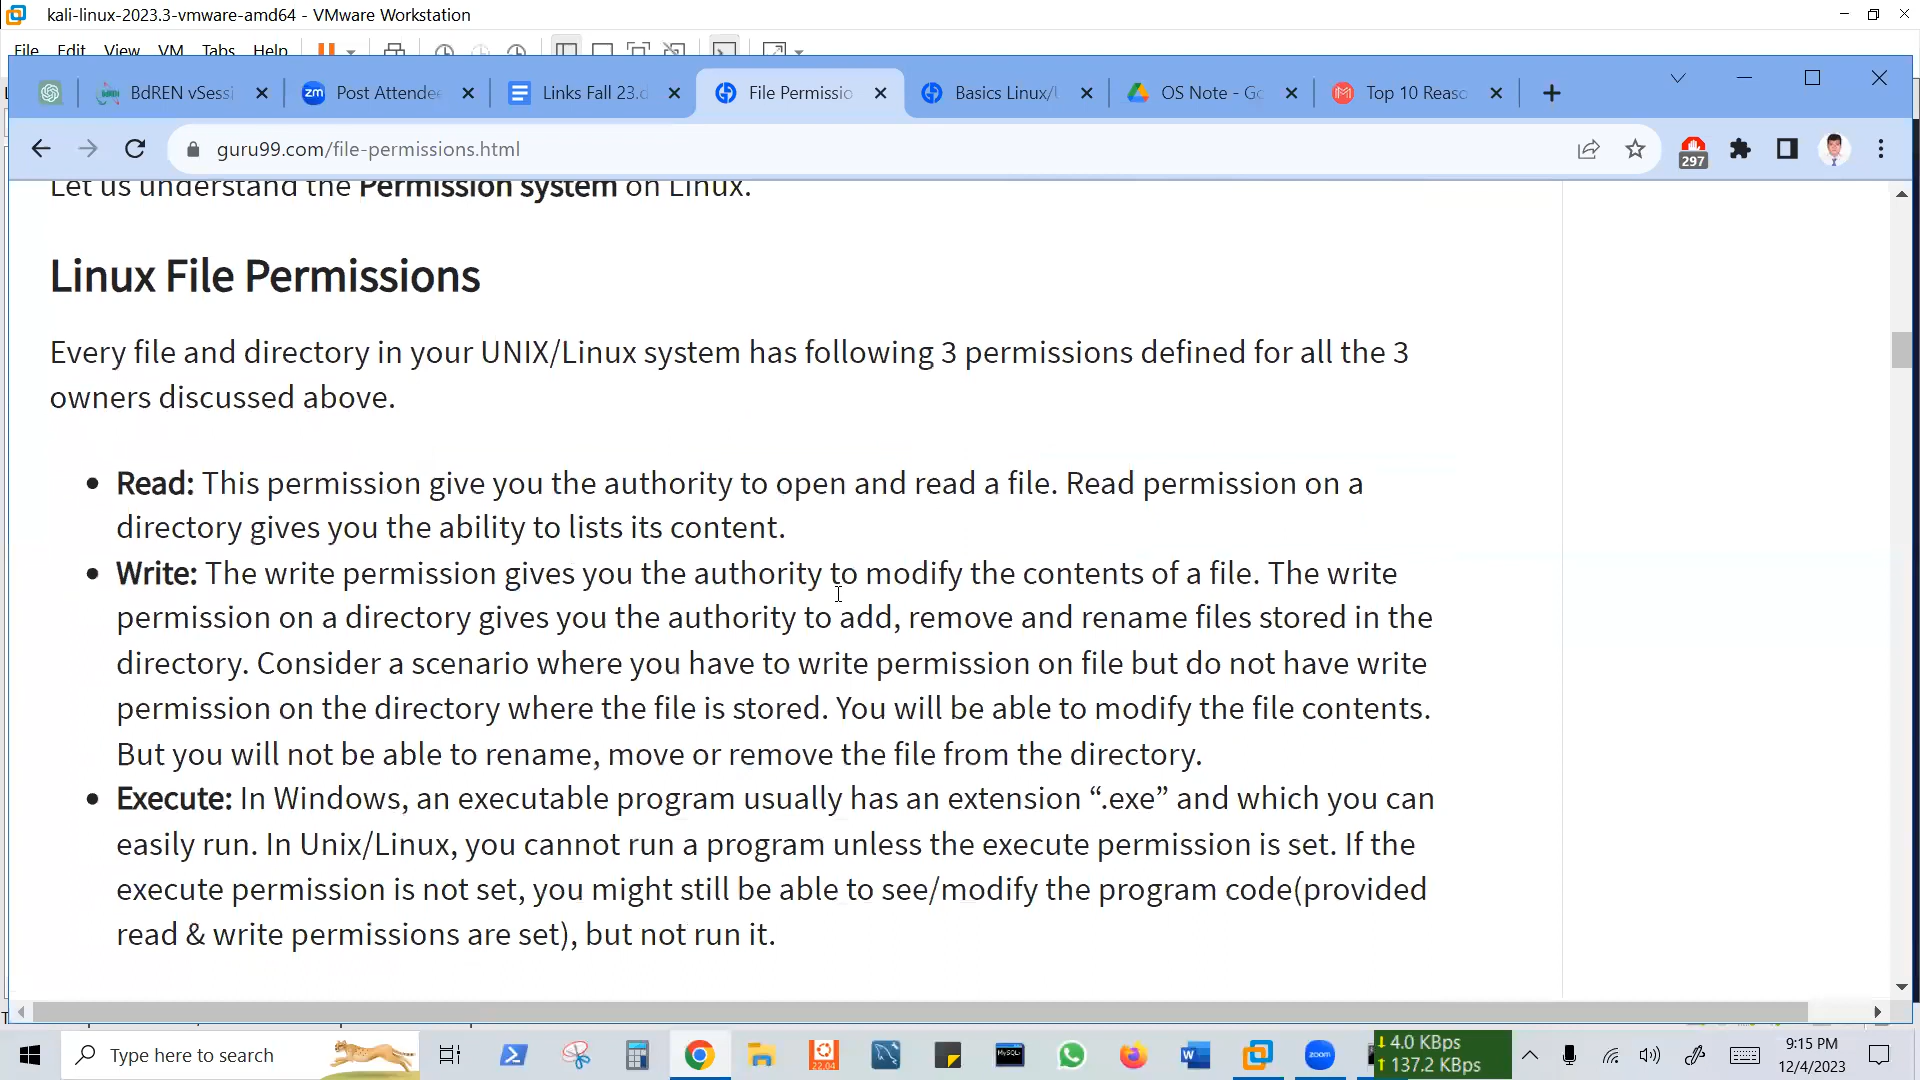 kali-linux-2023.3-vmware-amd64 - VMware Workstation
File Edit View VM Tabs Help
BdREN vSessi
Post Attendee
Links Fall 23.d
File Permissio
Basics Linux/U
OS Note - Go
Top 10 Reaso
guru99.com/file-permissions.html
297
Let us understand the Permission system on Linux.
Linux File Permissions
Every file and directory in your UNIX/Linux system has following 3 permissions defined for all the 3
owners discussed above.
• Read: This permission give you the authority to open and read a file. Read permission on a
directory gives you the ability to lists its content.
• Write: The write permission gives you the authority to modify the contents of a file. The write
permission on a directory gives you the authority to add, remove and rename files stored in the
directory. Consider a scenario where you have to write permission on file but do not have write
permission on the directory where the file is stored. You will be able to modify the file contents.
But you will not be able to rename, move or remove the file from the directory.
• Execute: In Windows, an executable program usually has an extension “.exe” and which you can
easily run. In Unix/Linux, you cannot run a program unless the execute permission is set. If the
execute permission is not set, you might still be able to see/modify the program code(provided
read & write permissions are set), but not run it.
Type here to search
22.04
MySQL
zoom
4.0 KBps
137.2 KBps
9:15 PM
12/4/2023